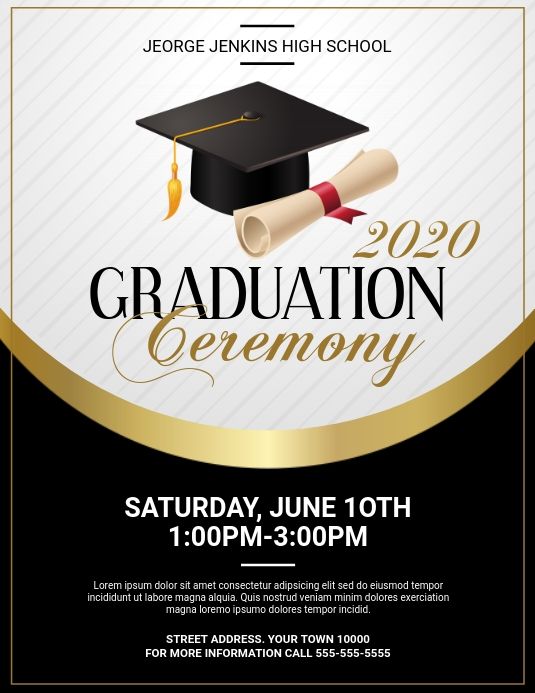 JEORGE JENKINS HIGH SCHOOL
2020
GRADUATION
Ceremony
SATURDAY, JUNE 1OTH
1:00PM-3:00PM
Lorem ipsum dolor sit amet consectetur adipsicing elit sed do eiusmod tempor
incididunt ut labore magna alquia. Quis nostrud veniam minim dolores exerciation
magna loremo ipsumo dolores tempor incidid.
STREET ADDRESS. YOUR TOWN 10000
FOR MORE INFORMATION CALL 555-555-5555